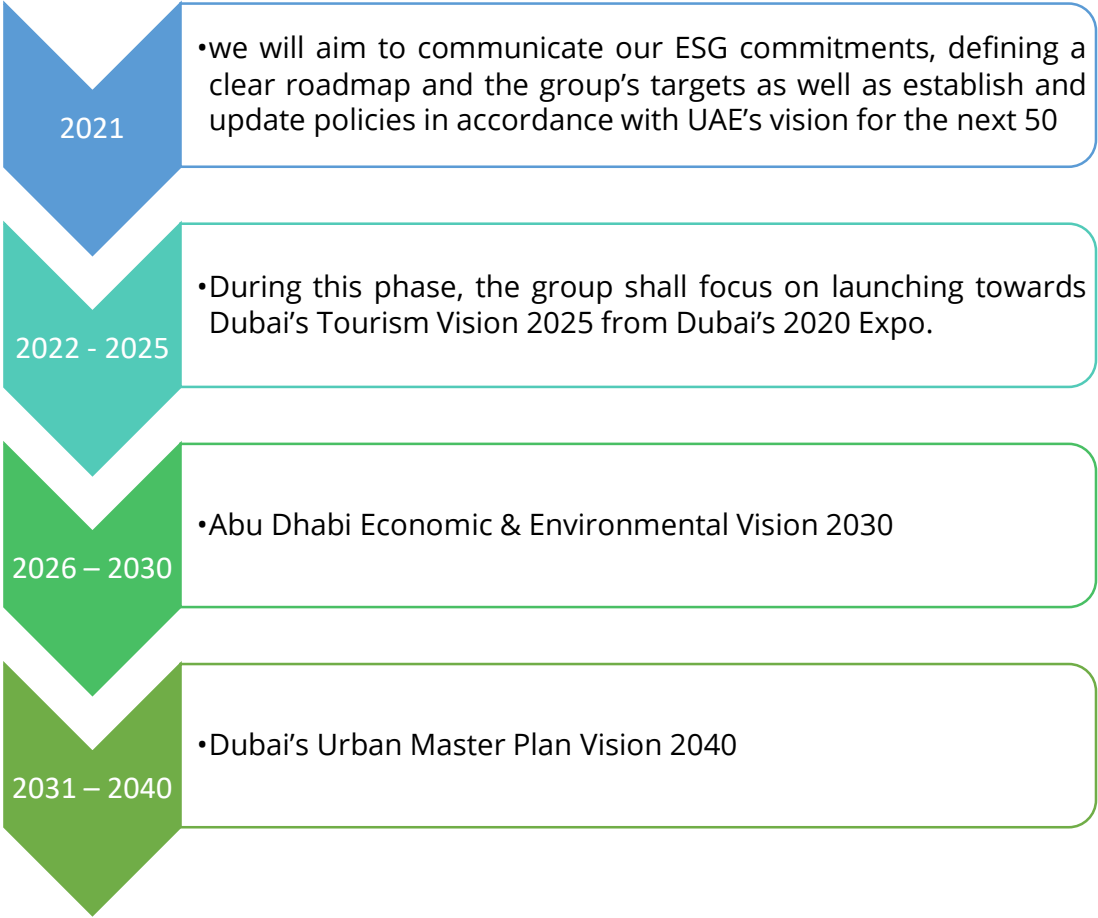 2021
•we will aim to communicate our ESG commitments, defining a
clear roadmap and the group’s targets as well as establish and
update policies in accordance with UAE’s vision for the next 50
2022 - 2025
•During this phase, the group shall focus on launching towards
Dubai’s Tourism Vision 2025 from Dubai’s 2020 Expo.
2026 – 2030
•Abu Dhabi Economic & Environmental Vision 2030
2031 – 2040
•Dubai’s Urban Master Plan Vision 2040